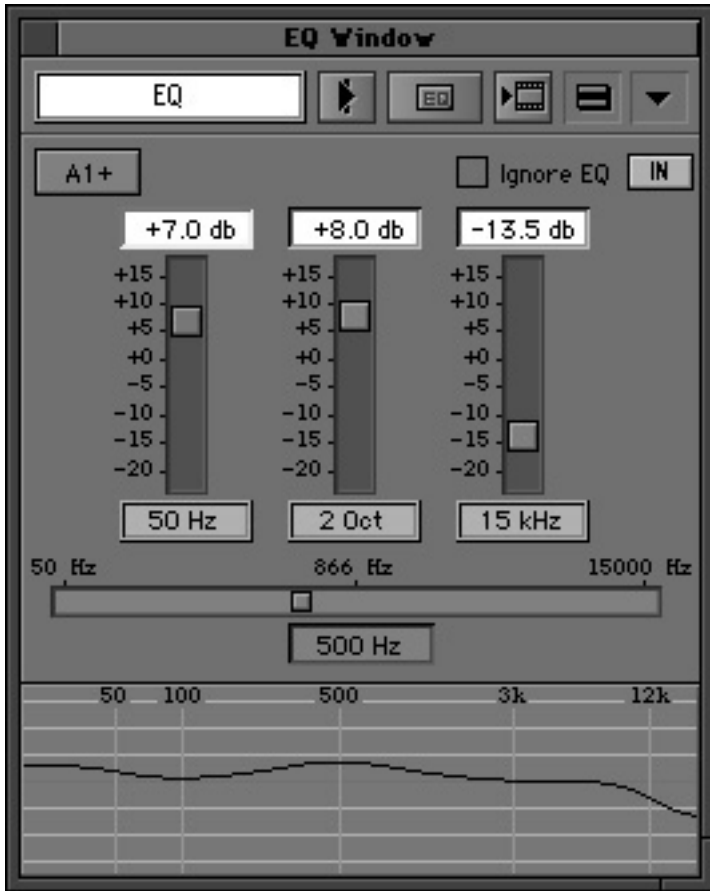 EQ Window
EQ EQ
A1+ Ignore EQ IN
+7.0 db +8.0 db -13.5 db
+15 +15 +15
+10 +10 +10
+5 +5 +5
+0 +0 +0
-5 -5 -5
-10 -10 -10
-15 -15 -15
-20 -20 -20
50 Hz 2 Oct 15 kHz
50 Hz 866 Hz 15000 Hz
500 Hz
50 100 500 3k 12k